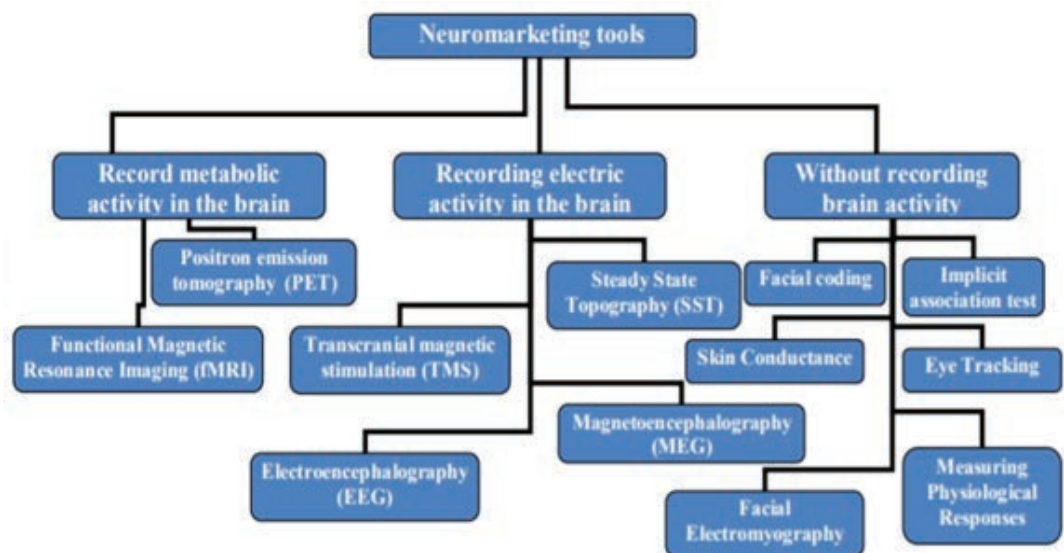 Neuromarketing tools
Record metabolic
activity in the brain
Recording electric
activity in the brain
Without recording
brain activity
Positron emission
tomography (PET)
Functional Magnetic
Resonance Imaging (fMRI)
Steady State
Topography (SST)
Transcranial magnetic
stimulation (TMS)
Magnetoencephalography
(MEG)
Electroencephalography
(EEG)
Facial coding
Implicit
association test
Skin Conductance
Eye Tracking
Facial
Electromyography
Measuring
Physiological
Responses